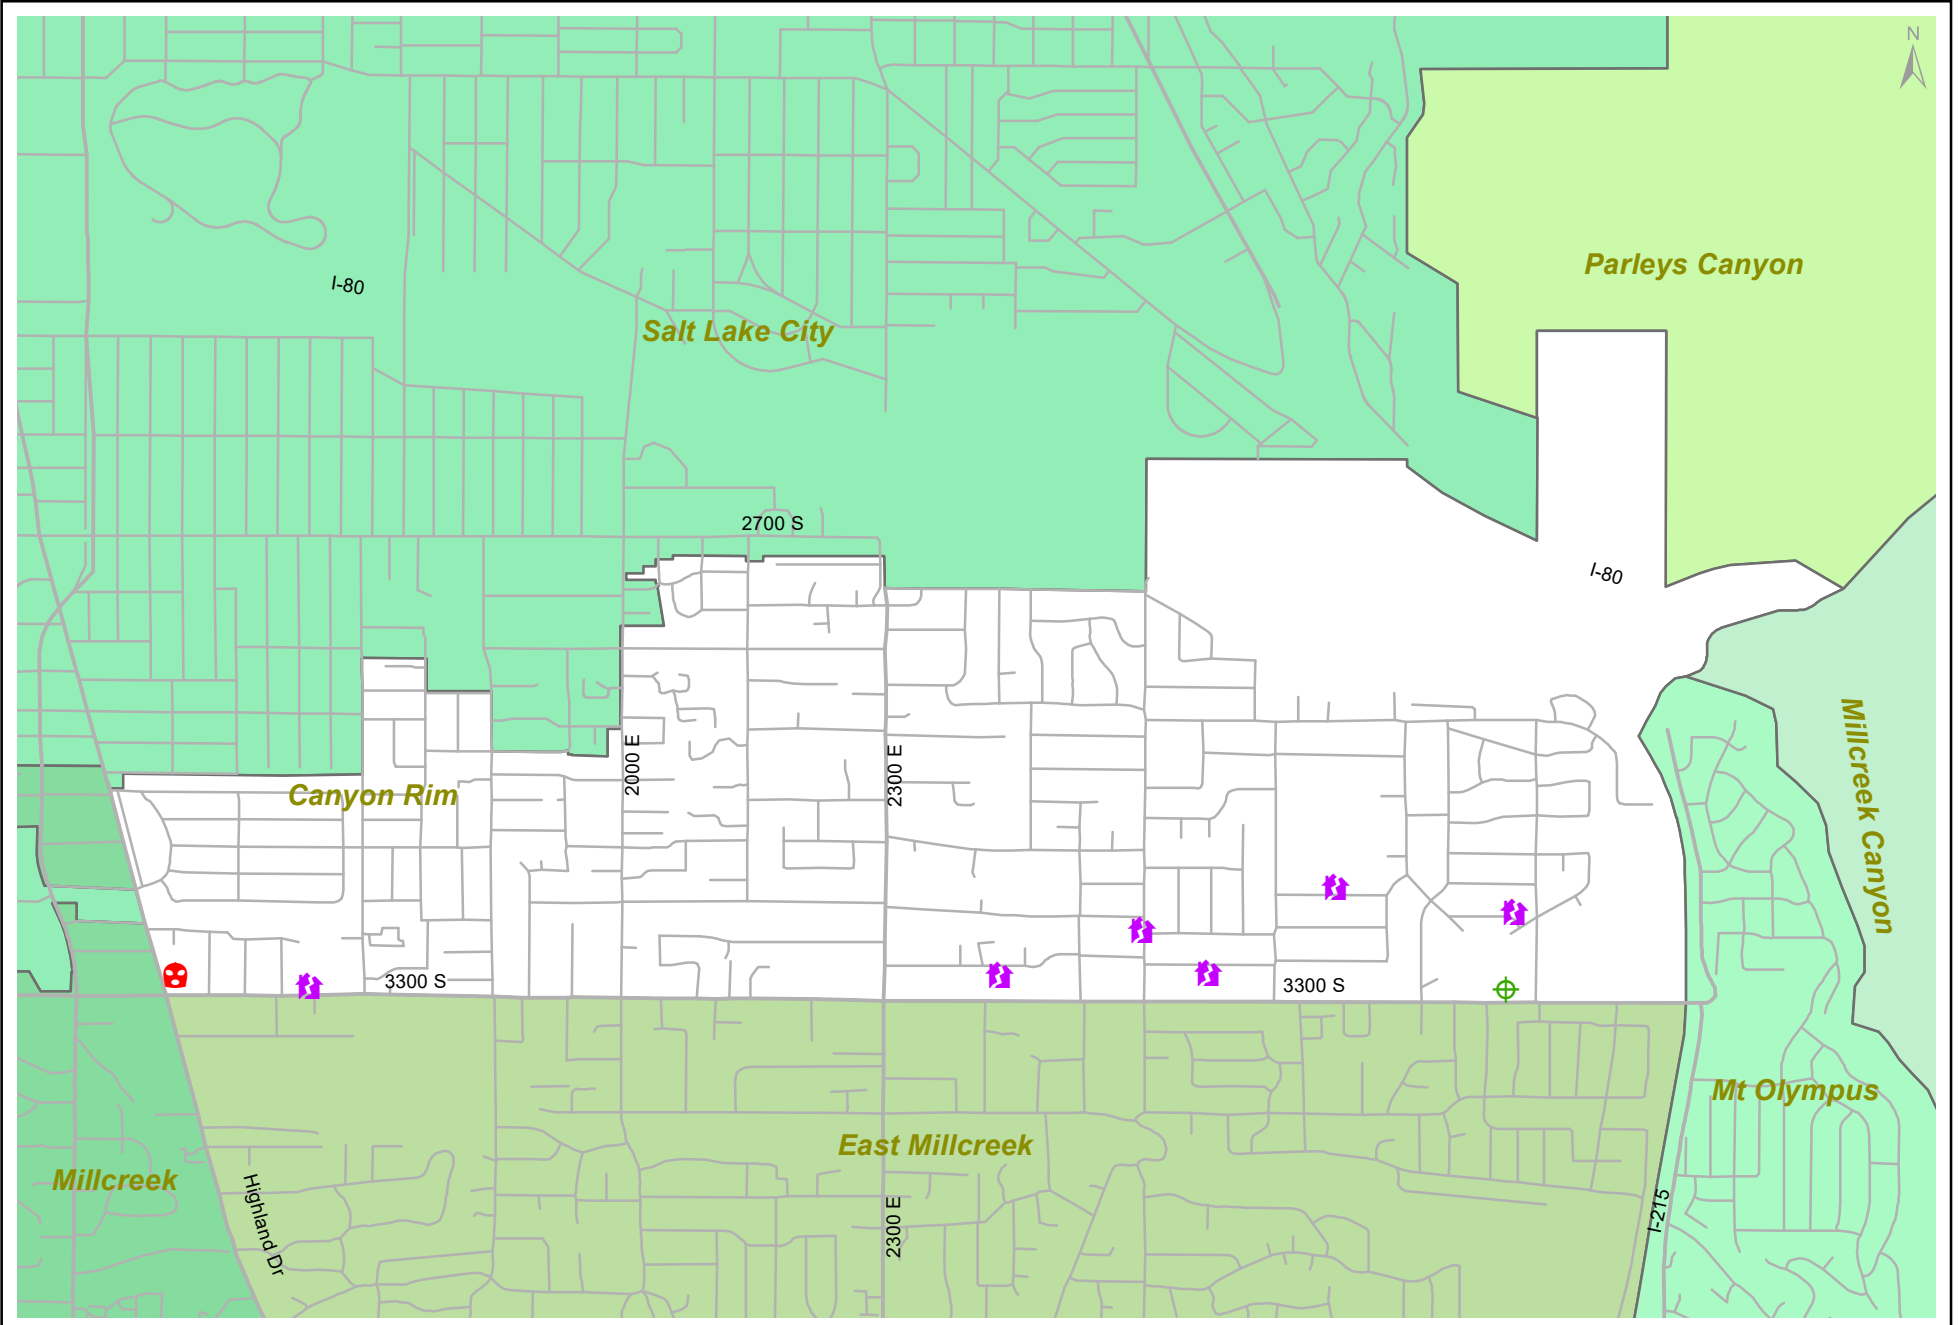 N
Parleys Canyon
I-80
Salt Lake City
2700 S
I-80
Millcreek Canyon
2000 E
2300 E
Canyon Rim
3300 S
3300 S
Mt Olympus
East Millcreek
Millcreek
Highland Dr
2300 E
I-215